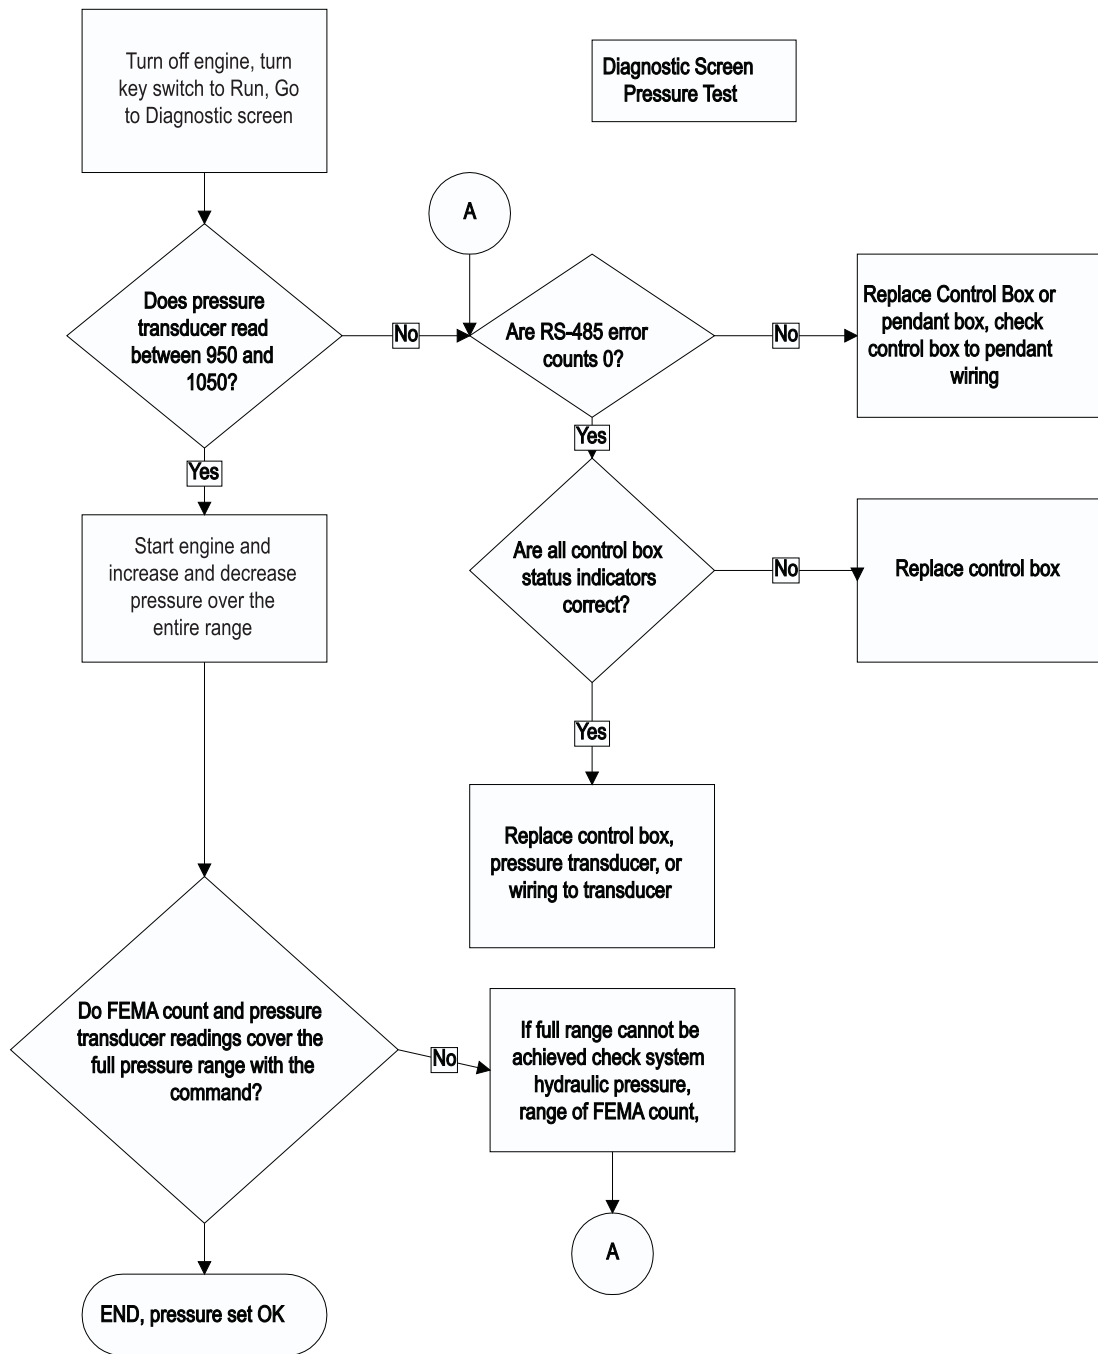 Turn off engine, turn
key switch to Run, Go
to Diagnostic screen
Diagnostic Screen
Pressure Test
A
Does pressure
transducer read
between 950 and
1050?
No
Are RS-485 error
counts 0?
No
Replace Control Box or
pendant box, check
control box to pendant
wiring
Yes
Yes
Start engine and
increase and decrease
pressure over the
entire range
Are all control box
status indicators
correct?
No
Replace control box
Yes
Replace control box,
pressure transducer, or
wiring to transducer
Do FEMA count and pressure
transducer readings cover the
full pressure range with the
command?
No
If full range cannot be
achieved check system
hydraulic pressure,
range of FEMA count,
A
END, pressure set OK